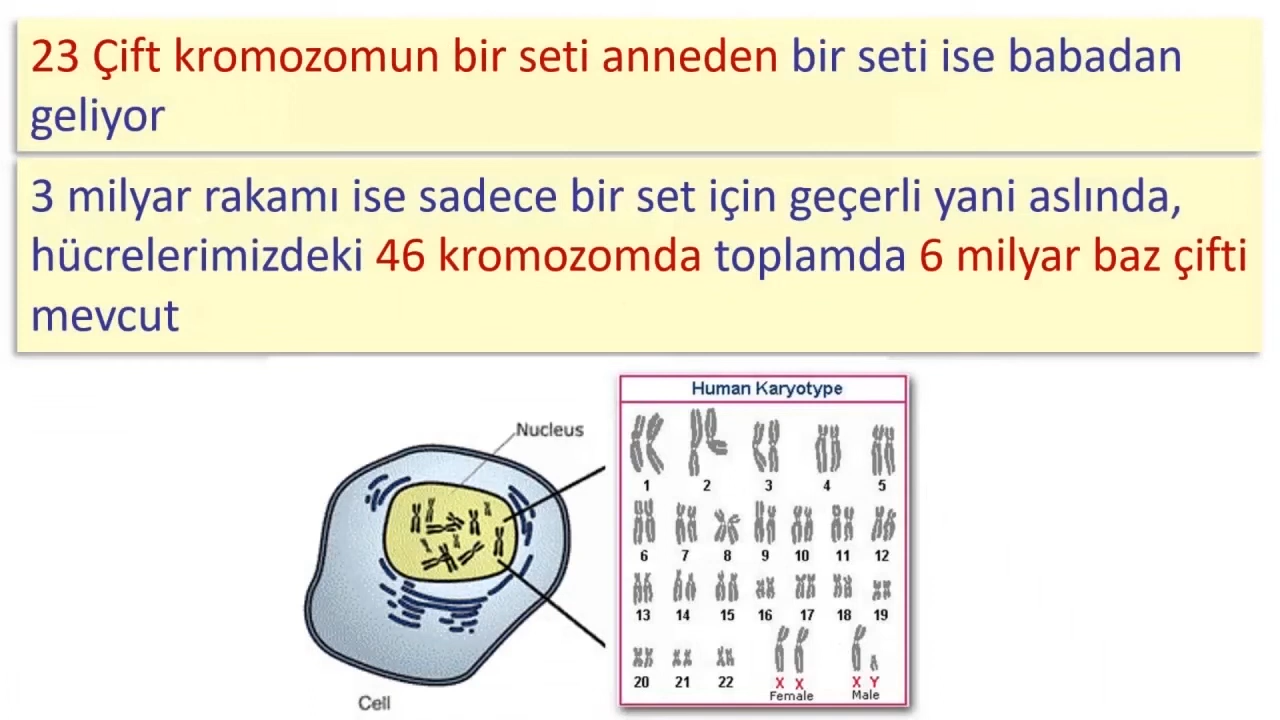 23 Çift kromozomun bir seti anneden bir seti ise babadan
geliyor
3 milyar rakamı ise sadece bir set için geçerli yani aslında,
hücrelerimizdeki 46 kromozomda toplamda 6 milyar baz çifti
mevcut
Nucleus
Cell
Human Karyotype
1 2 3 4 5
6 7 8 9 10 11 12
13 14 15 16 17 18 19
20 21 22 X X X Y
Female Male